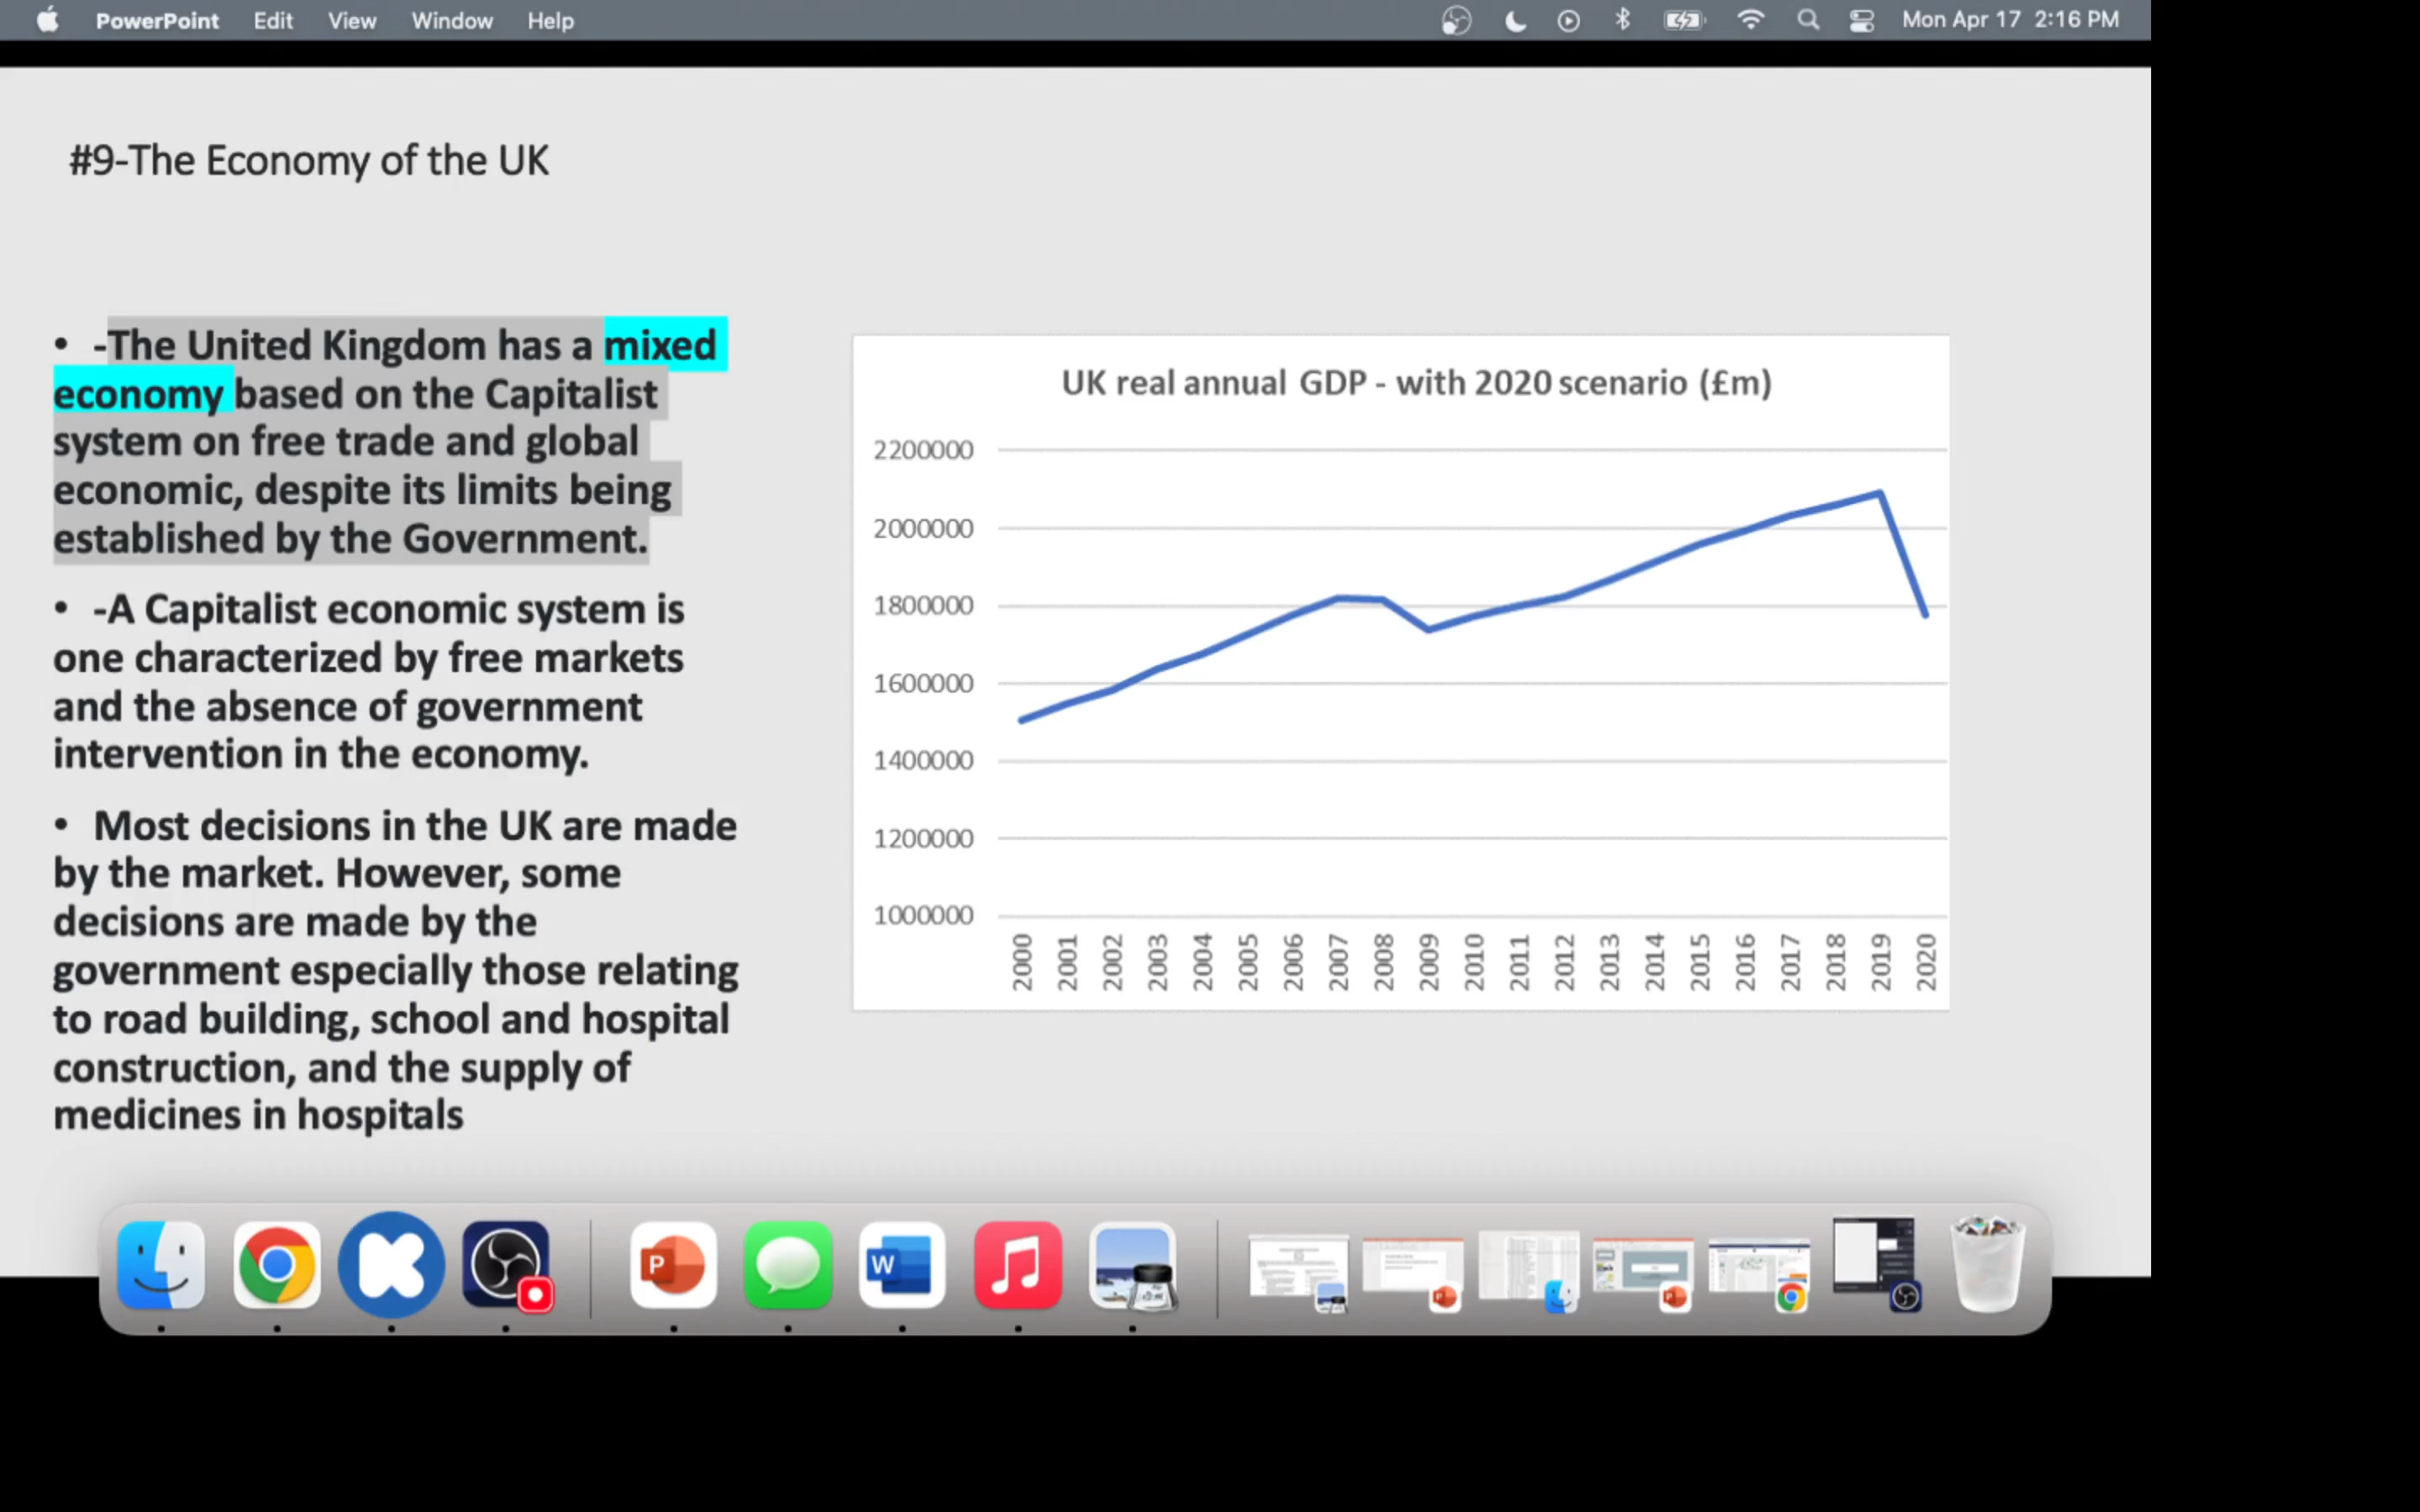 PowerPoint Edit View Window Help Mon Apr 17 2:16 PM
#9-The Economy of the UK
• -The United Kingdom has a mixed
economy based on the Capitalist
system on free trade and global
economic, despite its limits being
established by the Government.
• -A Capitalist economic system is
one characterized by free markets
and the absence of government
intervention in the economy.
• Most decisions in the UK are made
by the market. However, some
decisions are made by the
government especially those relating
to road building, school and hospital
construction, and the supply of
medicines in hospitals
UK real annual GDP - with 2020 scenario (£m)
2200000
2000000
1800000
1600000
1400000
1200000
1000000
2000 2001 2002 2003 2004 2005 2006 2007 2008 2009 2010 2011 2012 2013 2014 2015 2016 2017 2018 2019 2020
P W